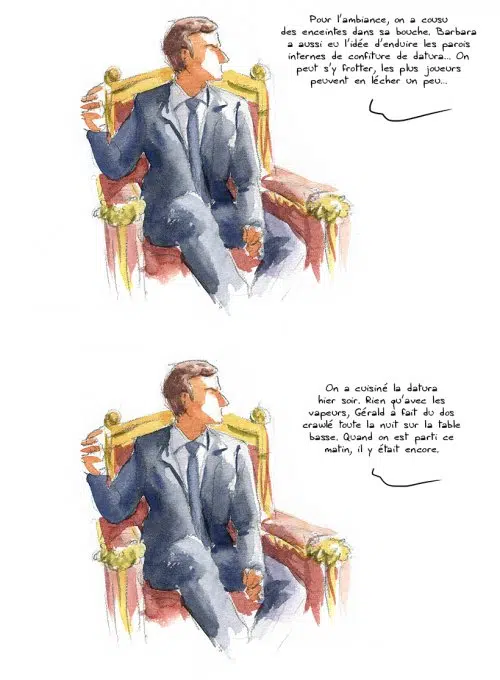 Pour l'ambiance, on a cousu
des enceintes dans sa bouche. Barbara
a aussi eu l'idée d'enduire les parois
internes de confiture de datura... On
peut s'y frotter, les plus joueurs
peuvent en lécher un peu...
On a cuisiné la datura
hier soir. Rien qu'avec les
vapeurs, Gérald a fait du dos
crawlé toute la nuit sur la table
basse. Quand on est parti ce
matin, il y était encore.